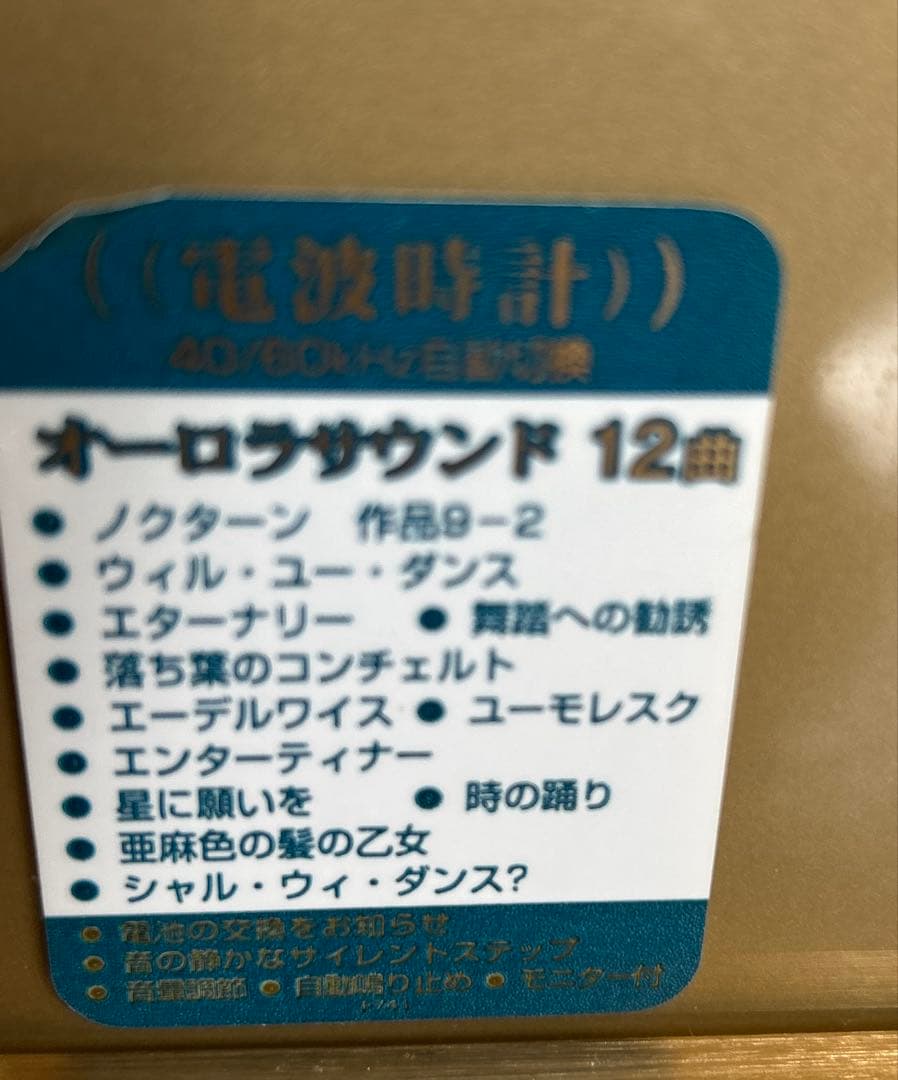 ((電波時計))
40/60kHz自動切換
オーロラサウンド 12曲
● ノクターン 作品9-2
● ウィル・ユー・ダンス
● エターナリー ● 舞踏への勧誘
● 落ち葉のコンチェルト
● エーデルワイス ● ユーモレスク
● エンターティナー
● 星に願いを ● 時の踊り
● 亜麻色の髪の乙女
● シャル・ウィ・ダンス?
● 電池の交換をお知らせ
● 音の静かなサイレントステップ
● 音量調節 ● 自動鳴り止め ● モニター付